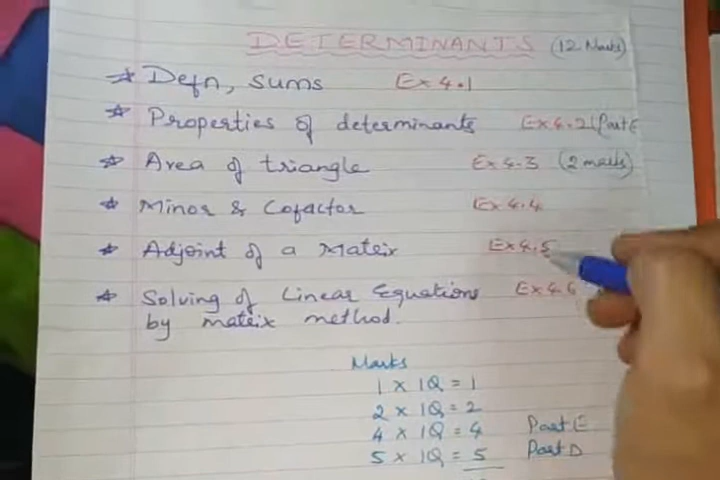 DETERMINANTS (12 Marks)
* Defn, sums Ex 4.1
* Properties of determinants Ex 4.2 (Part E
* Area of triangle Ex 4.3 (2 marks)
* Minor & Cofactor Ex 4.4
* Adjoint of a Matrix Ex 4.5
* Solving of Linear Equations Ex 4.6
by matrix method.
Marks
1 x 1Q = 1
2 x 1Q = 2
4 x 1Q = 4 Part E
5 x 1Q = 5 Part D